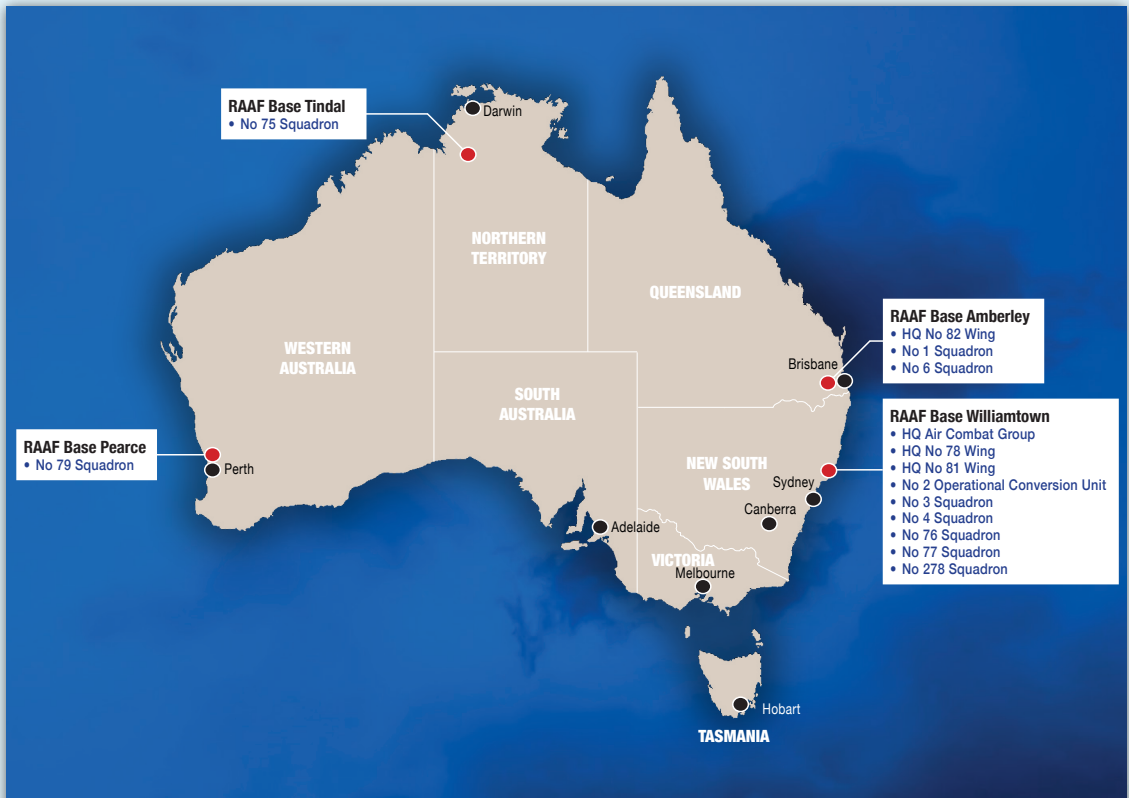 RAAF Base Tindal
• No 75 Squadron
Darwin
NORTHERN
TERRITORY
QUEENSLAND
WESTERN
AUSTRALIA
SOUTH
AUSTRALIA
RAAF Base Amberley
• HQ No 82 Wing
• No 1 Squadron
• No 6 Squadron
Brisbane
RAAF Base Williamtown
• HQ Air Combat Group
• HQ No 78 Wing
• HQ No 81 Wing
• No 2 Operational Conversion Unit
• No 3 Squadron
• No 4 Squadron
• No 76 Squadron
• No 77 Squadron
• No 278 Squadron
RAAF Base Pearce
• No 79 Squadron
Perth
NEW SOUTH
WALES
Sydney
Canberra
Adelaide
VICTORIA
Melbourne
Hobart
TASMANIA